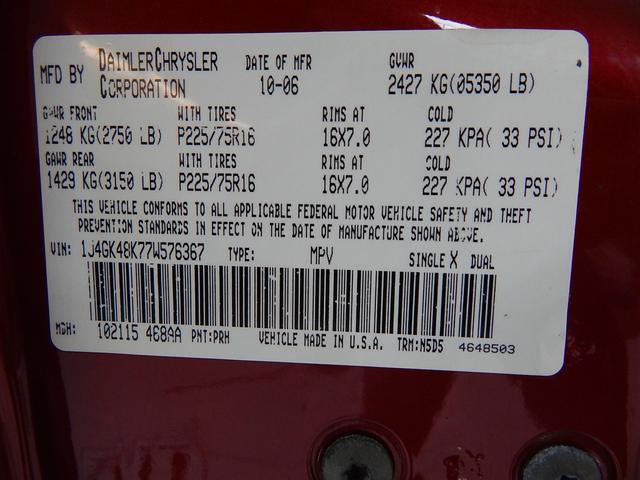 MFD BY DAIMLERCHRYSLER CORPORATION DATE OF MFR 10-06 GVWR 2427 KG(05350 LB)
GAWR FRONT WITH TIRES RIMS AT COLD
1248 KG(2750 LB) P225/75R16 16X7.0 227 KPA( 33 PSI)
GAWR REAR WITH TIRES RIMS AT COLD
1429 KG(3150 LB) P225/75R16 16X7.0 227 KPA( 33 PSI)
THIS VEHICLE CONFORMS TO ALL APPLICABLE FEDERAL MOTOR VEHICLE SAFETY AND THEFT
PREVENTION STANDARDS IN EFFECT ON THE DATE OF MANUFACTURE SHOWN ABOVE.
VIN: 1J4GK48K77W576367 TYPE: MPV SINGLE X DUAL
MDH: 102115 468AA PNT:PRH VEHICLE MADE IN U.S.A. TRM:N5D5 4648503